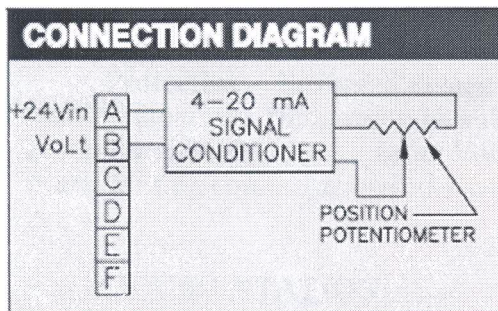 CONNECTION DIAGRAM
+24Vin A
VoLt B
C
D
E
F
4-20 mA
SIGNAL
CONDITIONER
POSITION
POTENTIOMETER